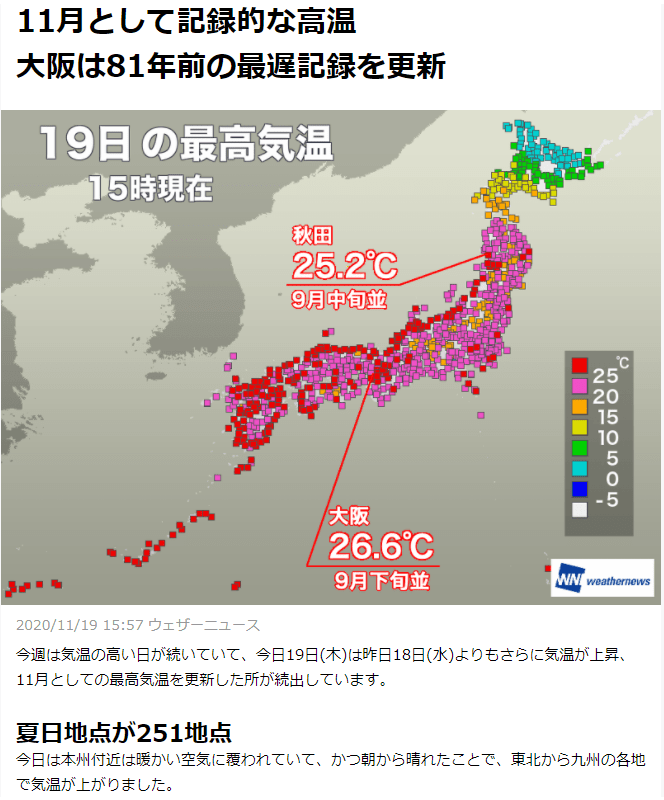 11月として記録的な高温
大阪は81年前の最遅記録を更新
19日の最高気温
15時現在
秋田
25.2℃
9月中旬並
℃
25
20
15
10
5
0
-5
大阪
26.6℃
9月下旬並
WNI weathernews
2020/11/19 15:57 ウェザーニュース
今週は気温の高い日が続いていて、今日19日(木)は昨日18日(水)よりもさらに気温が上昇、
11月としての最高気温を更新した所が続出しています。
夏日地点が251地点
今日は本州付近は暖かい空気に覆われていて、かつ朝から晴れたことで、東北から九州の各地
で気温が上がりました。